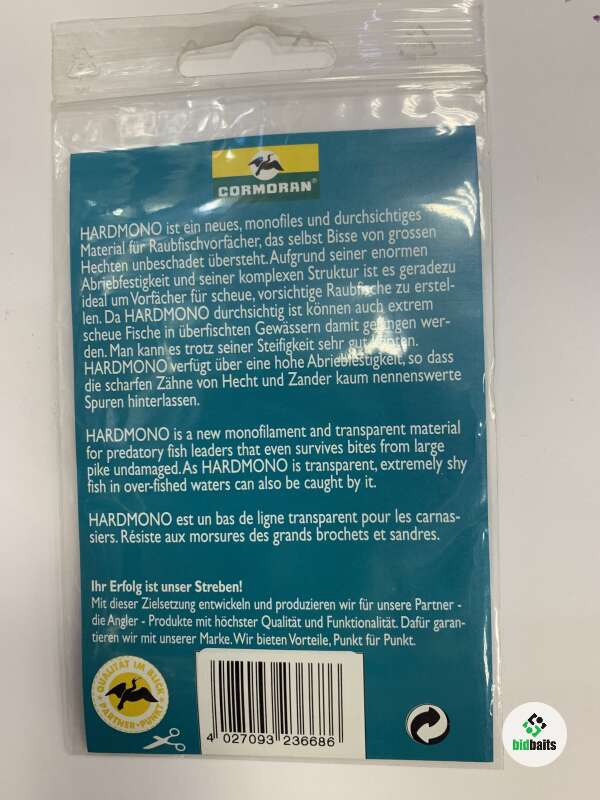 CORMORAN®
HARDMONO ist ein neues, monofiles und durchsichtiges
Material für Raubfischvorfächer, das selbst Bisse von grossen
Hechten unbeschadet übersteht. Aufgrund seiner enormen
Abriebfestigkeit und seiner komplexen Struktur ist es geradezu
ideal um Vorfächer für scheue, vorsichtige Raubfische zu erstel-
len. Da HARDMONO durchsichtig ist können auch extrem
scheue Fische in überfischten Gewässern damit gefangen wer-
den. Man kann es trotz seiner Steifigkeit sehr gut knoten.
HARDMONO verfügt über eine hohe Abriebfestigkeit, so dass
die scharfen Zähne von Hecht und Zander kaum nennenswerte
Spuren hinterlassen.
HARDMONO is a new monofilament and transparent material
for predatory fish leaders that even survives bites from large
pike undamaged. As HARDMONO is transparent, extremely shy
fish in over-fished waters can also be caught by it.
HARDMONO est un bas de ligne transparent pour les carnas-
siers. Résiste aux morsures des grands brochets et sandres.
Ihr Erfolg ist unser Streben!
Mit dieser Zielsetzung entwickeln und produzieren wir für unsere Partner -
die Angler - Produkte mit höchster Qualität und Funktionalität. Dafür garan-
tieren wir mit unserer Marke. Wir bieten Vorteile, Punkt für Punkt.
QUALITÄT IM BLICK
PARTNER-PUNKT
4 027093 236686
bidbaits